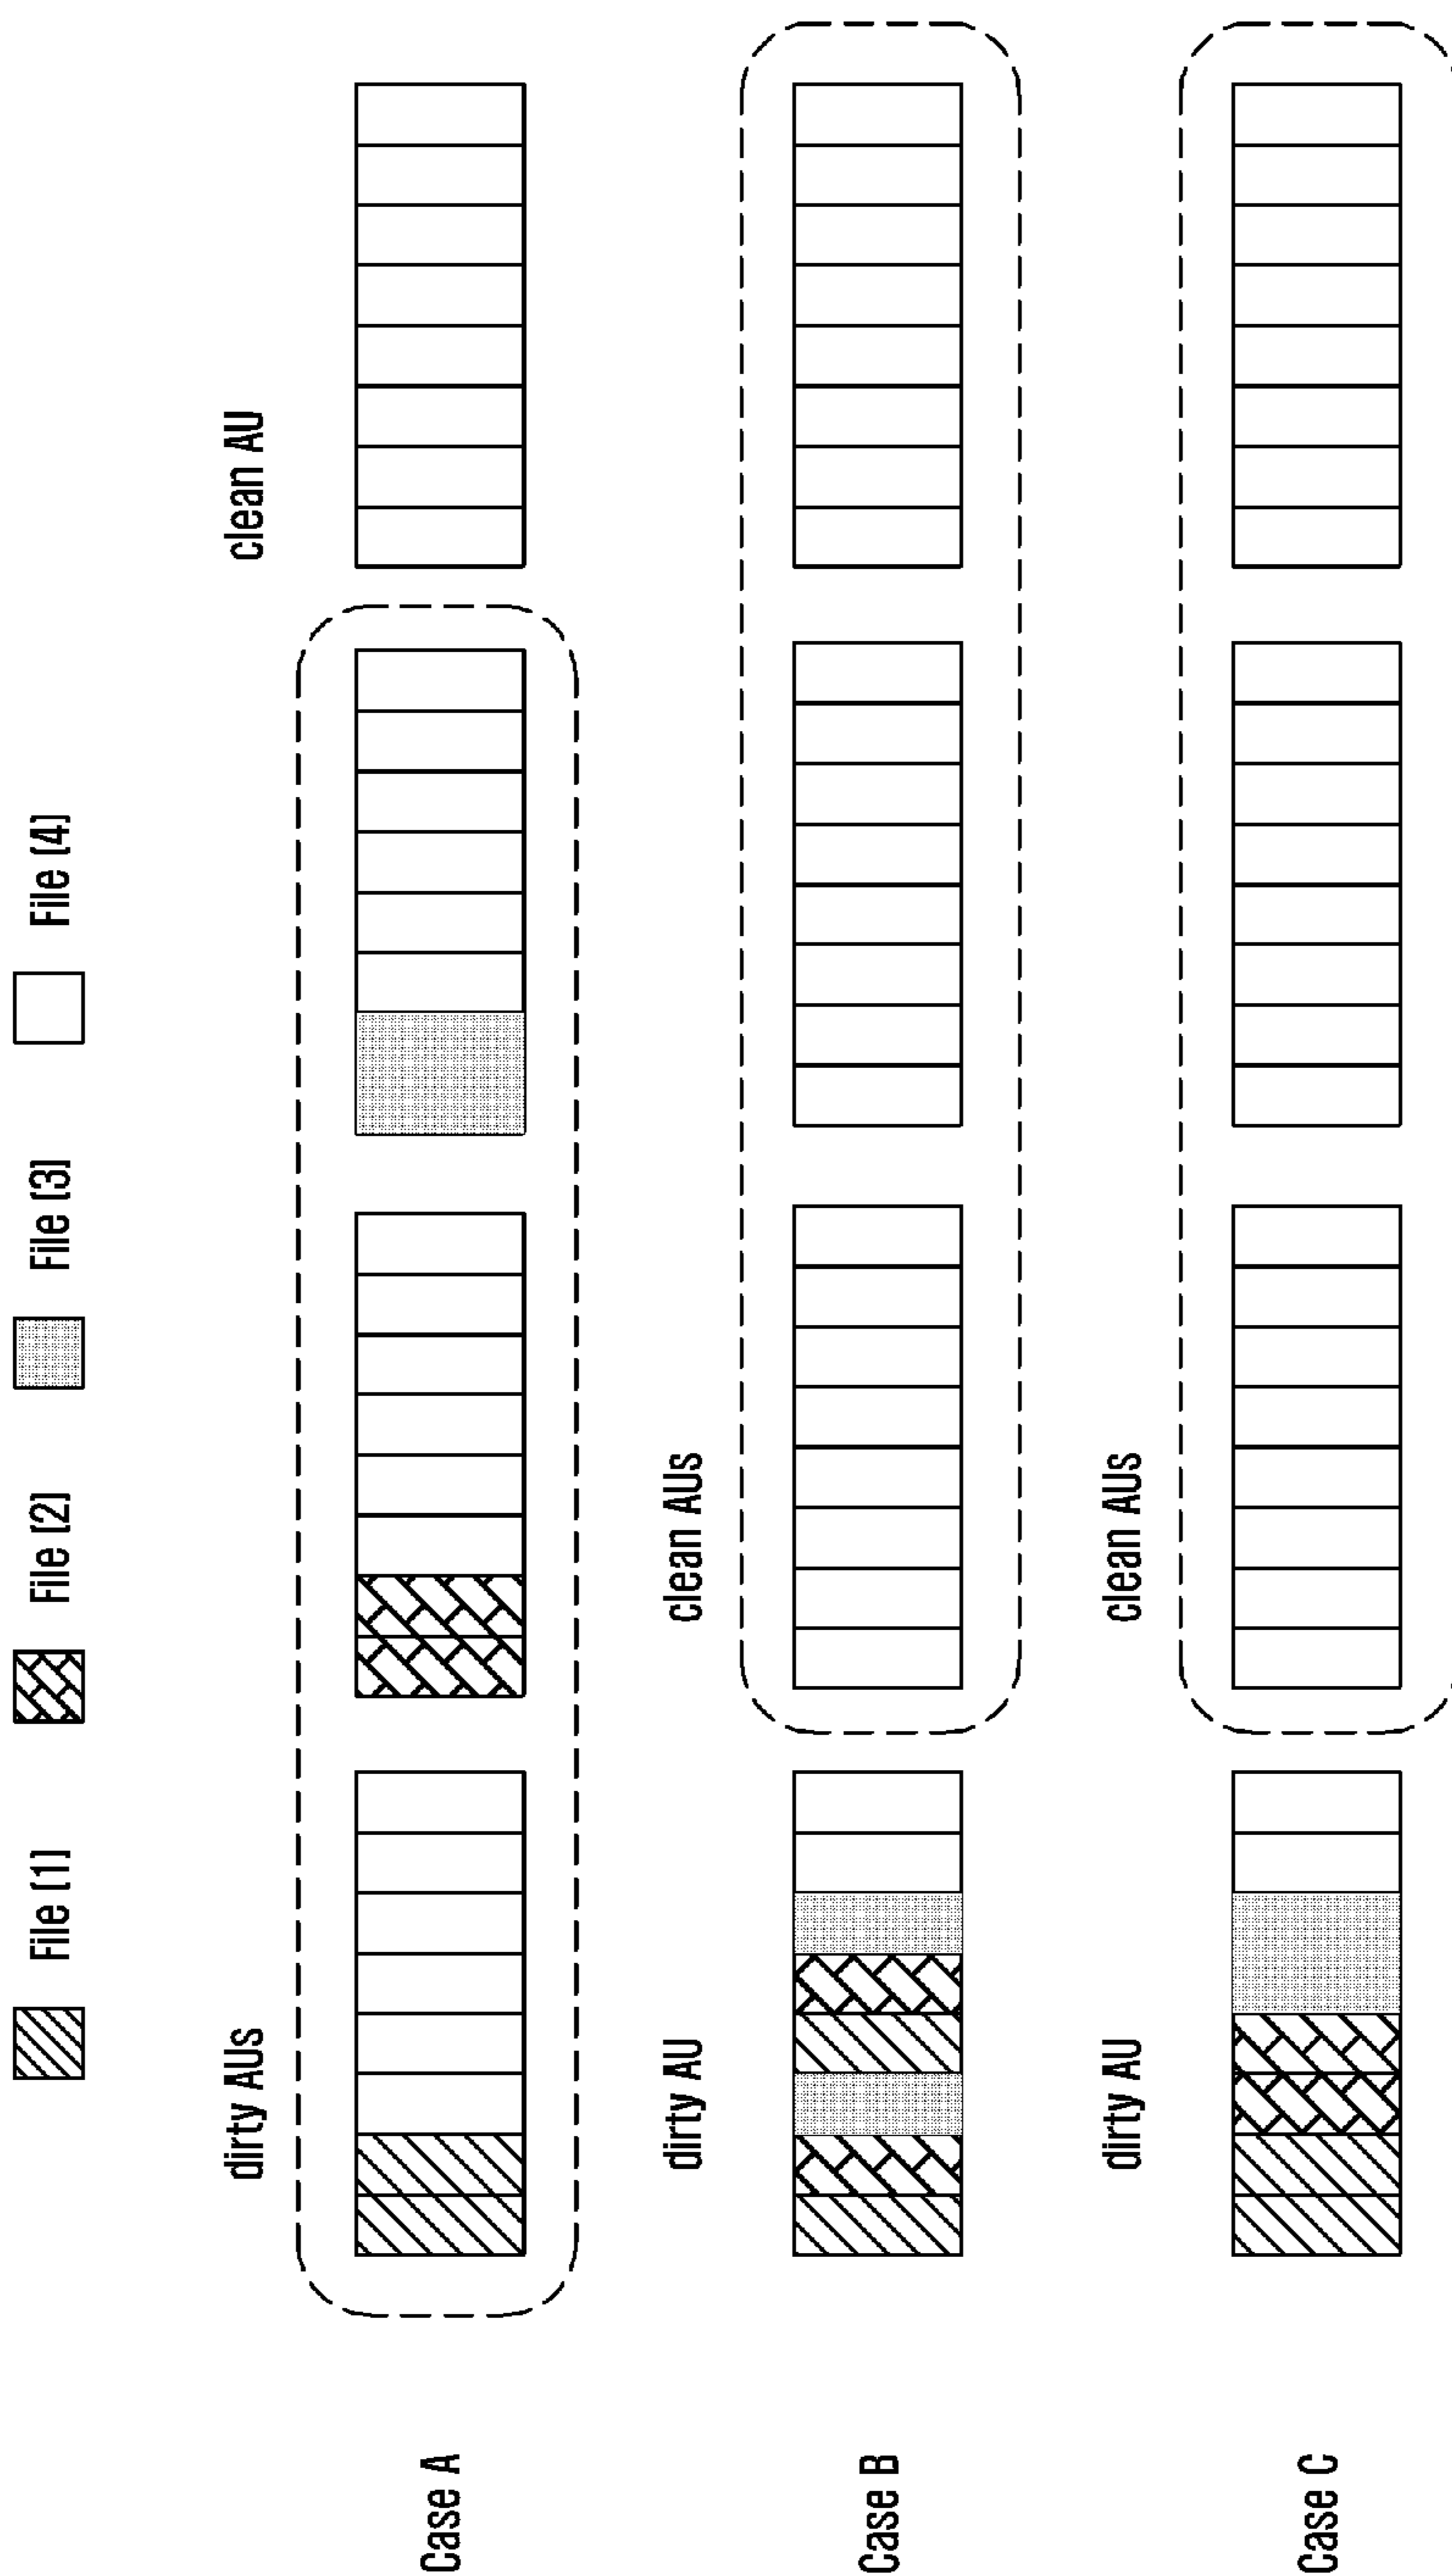 File (1)
File (2)
File (3)
File (4)
dirty AUs
clean AU
Case A
dirty AU
clean AUs
Case B
dirty AU
clean AUs
Case C